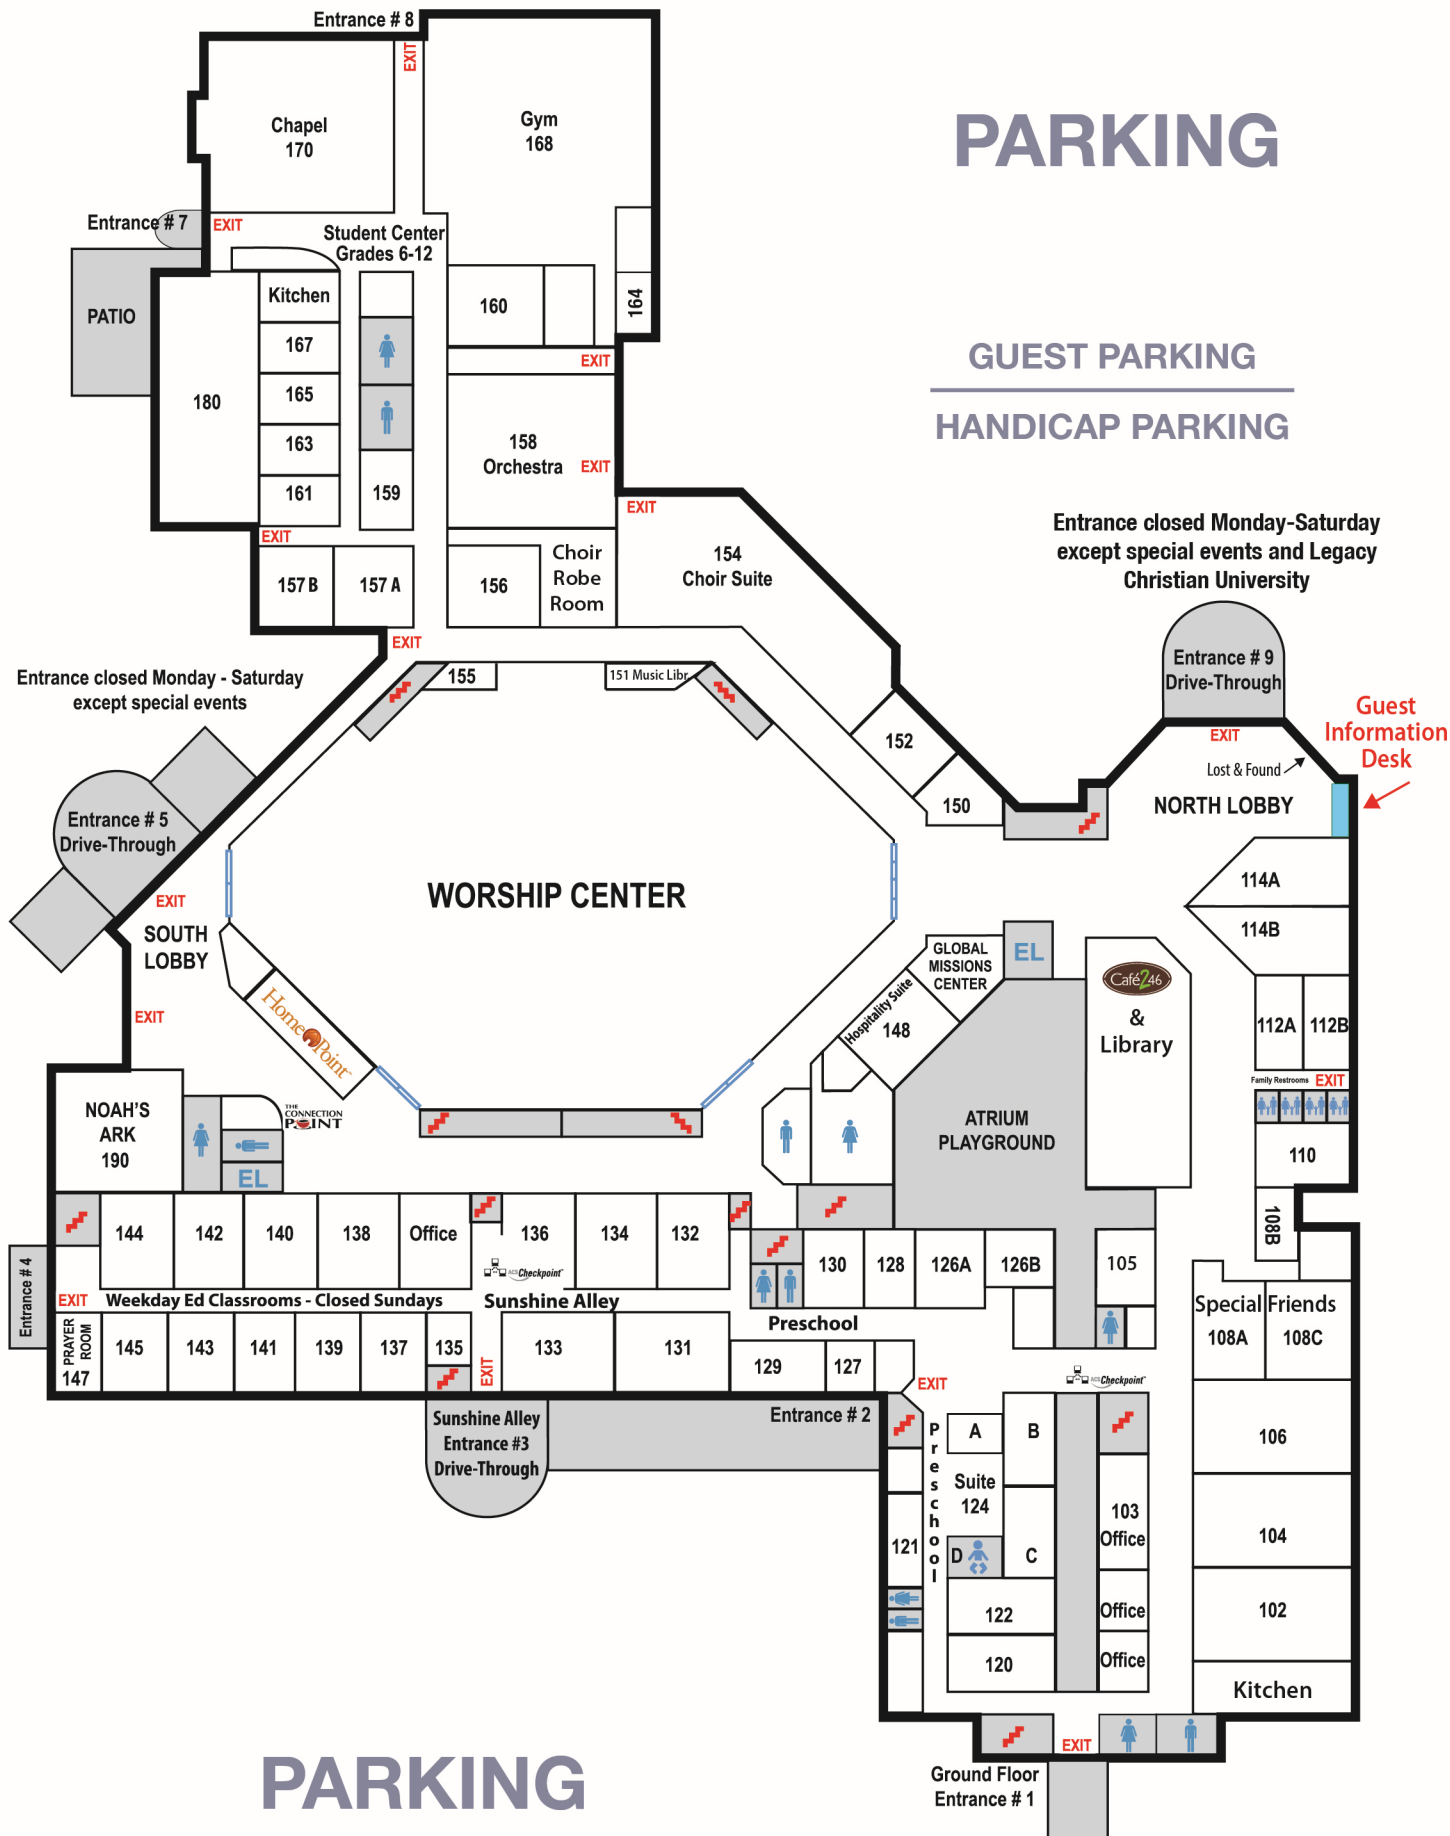 Entrance # 8
EXIT
Chapel
170
Gym
168
PARKING
Entrance # 7
EXIT
Student Center
Grades 6-12
PATIO
Kitchen
167
165
163
161
180
159
160
164
EXIT
158
Orchestra
EXIT
GUEST PARKING
HANDICAP PARKING
EXIT
EXIT
157 B
157 A
156
Choir
Robe
Room
154
Choir Suite
Entrance closed Monday-Saturday
except special events and Legacy
Christian University
EXIT
Entrance closed Monday - Saturday
except special events
155
151 Music Libr.
Entrance # 9
Drive-Through
EXIT
Guest
Information
Desk
Lost & Found
NORTH LOBBY
152
150
Entrance # 5
Drive-Through
EXIT
SOUTH
LOBBY
EXIT
WORSHIP CENTER
114A
114B
GLOBAL
MISSIONS
CENTER
EL
Café 246
&
Library
Hospitality Suite
148
112A
112B
Family Restrooms
EXIT
HomePoint
THE
CONNECTION
POINT
NOAH'S
ARK
190
EL
ATRIUM
PLAYGROUND
110
108B
144
142
140
138
Office
136
134
132
ACS Checkpoint
130
128
126A
126B
105
Entrance # 4
EXIT
Weekday Ed Classrooms - Closed Sundays
Sunshine Alley
Preschool
Special Friends
108A
108C
PRAYER
ROOM
147
145
143
141
139
137
135
EXIT
133
131
129
127
EXIT
ACS Checkpoint
Sunshine Alley
Entrance #3
Drive-Through
Entrance # 2
Preschool
A
B
Suite
124
D
C
121
122
120
103
Office
Office
Office
106
104
102
Kitchen
EXIT
Ground Floor
Entrance # 1
PARKING